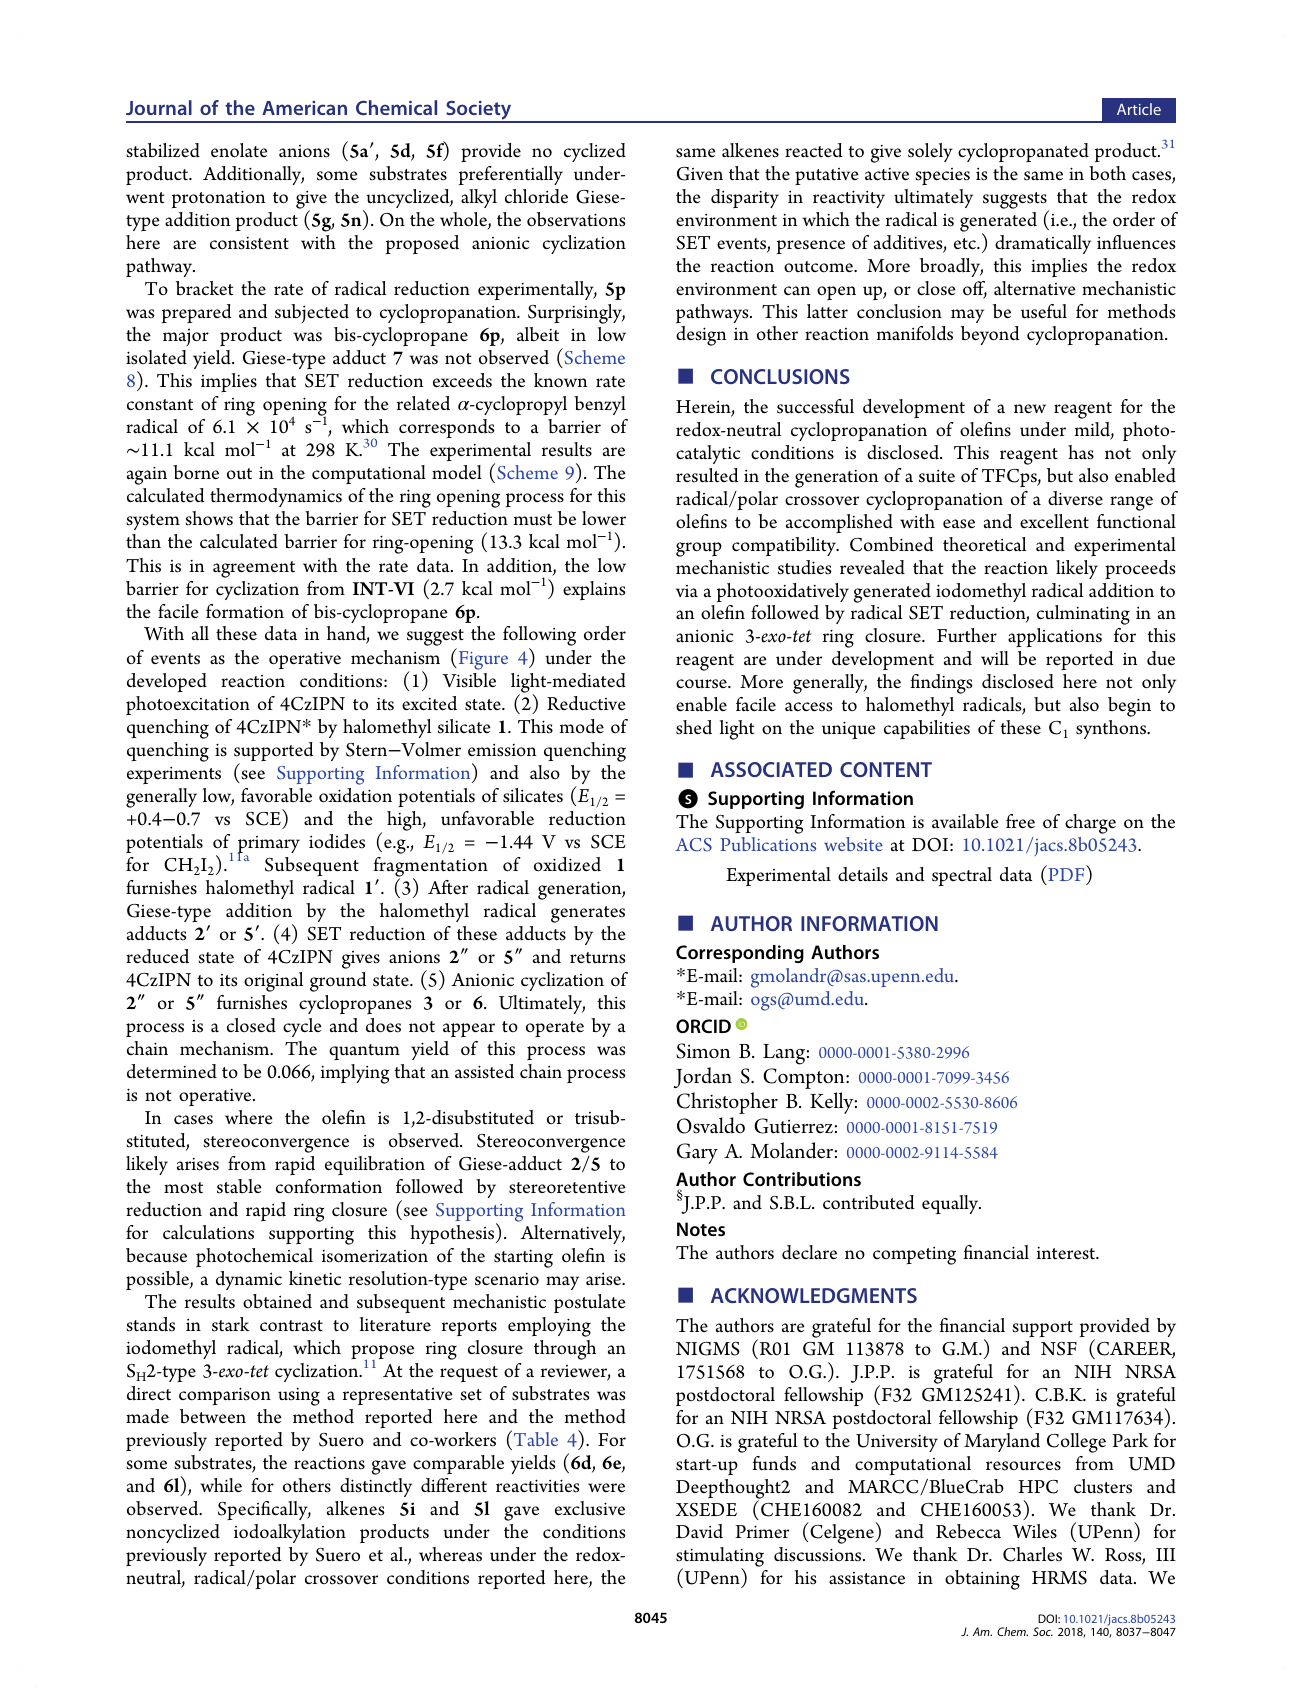 Journal of the American Chemical Society
Article
stabilized enolate anions (5a′, 5d, 5f) provide no cyclized
product. Additionally, some substrates preferentially under-
went protonation to give the uncyclized, alkyl chloride Giese-
type addition product (5g, 5n). On the whole, the observations
here are consistent with the proposed anionic cyclization
pathway.
To bracket the rate of radical reduction experimentally, 5p
was prepared and subjected to cyclopropanation. Surprisingly,
the major product was bis-cyclopropane 6p, albeit in low
isolated yield. Giese-type adduct 7 was not observed (Scheme
8). This implies that SET reduction exceeds the known rate
constant of ring opening for the related α-cyclopropyl benzyl
radical of 6.1 × 10⁴ s⁻¹, which corresponds to a barrier of
∼11.1 kcal mol⁻¹ at 298 K.³⁰ The experimental results are
again borne out in the computational model (Scheme 9). The
calculated thermodynamics of the ring opening process for this
system shows that the barrier for SET reduction must be lower
than the calculated barrier for ring-opening (13.3 kcal mol⁻¹).
This is in agreement with the rate data. In addition, the low
barrier for cyclization from INT-VI (2.7 kcal mol⁻¹) explains
the facile formation of bis-cyclopropane 6p.
With all these data in hand, we suggest the following order
of events as the operative mechanism (Figure 4) under the
developed reaction conditions: (1) Visible light-mediated
photoexcitation of 4CzIPN to its excited state. (2) Reductive
quenching of 4CzIPN* by halomethyl silicate 1. This mode of
quenching is supported by Stern−Volmer emission quenching
experiments (see Supporting Information) and also by the
generally low, favorable oxidation potentials of silicates (E1/2 =
+0.4−0.7 vs SCE) and the high, unfavorable reduction
potentials of primary iodides (e.g., E1/2 = −1.44 V vs SCE
for CH₂I₂).¹¹ᵃ Subsequent fragmentation of oxidized 1
furnishes halomethyl radical 1′. (3) After radical generation,
Giese-type addition by the halomethyl radical generates
adducts 2′ or 5′. (4) SET reduction of these adducts by the
reduced state of 4CzIPN gives anions 2″ or 5″ and returns
4CzIPN to its original ground state. (5) Anionic cyclization of
2″ or 5″ furnishes cyclopropanes 3 or 6. Ultimately, this
process is a closed cycle and does not appear to operate by a
chain mechanism. The quantum yield of this process was
determined to be 0.066, implying that an assisted chain process
is not operative.
In cases where the olefin is 1,2-disubstituted or trisub-
stituted, stereoconvergence is observed. Stereoconvergence
likely arises from rapid equilibration of Giese-adduct 2/5 to
the most stable conformation followed by stereoretentive
reduction and rapid ring closure (see Supporting Information
for calculations supporting this hypothesis). Alternatively,
because photochemical isomerization of the starting olefin is
possible, a dynamic kinetic resolution-type scenario may arise.
The results obtained and subsequent mechanistic postulate
stands in stark contrast to literature reports employing the
iodomethyl radical, which propose ring closure through an
SH2-type 3-exo-tet cyclization.¹¹ At the request of a reviewer, a
direct comparison using a representative set of substrates was
made between the method reported here and the method
previously reported by Suero and co-workers (Table 4). For
some substrates, the reactions gave comparable yields (6d, 6e,
and 6l), while for others distinctly different reactivities were
observed. Specifically, alkenes 5i and 5l gave exclusive
noncyclized iodoalkylation products under the conditions
previously reported by Suero et al., whereas under the redox-
neutral, radical/polar crossover conditions reported here, the
same alkenes reacted to give solely cyclopropanated product.³¹
Given that the putative active species is the same in both cases,
the disparity in reactivity ultimately suggests that the redox
environment in which the radical is generated (i.e., the order of
SET events, presence of additives, etc.) dramatically influences
the reaction outcome. More broadly, this implies the redox
environment can open up, or close off, alternative mechanistic
pathways. This latter conclusion may be useful for methods
design in other reaction manifolds beyond cyclopropanation.
■ CONCLUSIONS
Herein, the successful development of a new reagent for the
redox-neutral cyclopropanation of olefins under mild, photo-
catalytic conditions is disclosed. This reagent has not only
resulted in the generation of a suite of TFCps, but also enabled
radical/polar crossover cyclopropanation of a diverse range of
olefins to be accomplished with ease and excellent functional
group compatibility. Combined theoretical and experimental
mechanistic studies revealed that the reaction likely proceeds
via a photooxidatively generated iodomethyl radical addition to
an olefin followed by radical SET reduction, culminating in an
anionic 3-exo-tet ring closure. Further applications for this
reagent are under development and will be reported in due
course. More generally, the findings disclosed here not only
enable facile access to halomethyl radicals, but also begin to
shed light on the unique capabilities of these C₁ synthons.
■ ASSOCIATED CONTENT
S Supporting Information
The Supporting Information is available free of charge on the
ACS Publications website at DOI: 10.1021/jacs.8b05243.
Experimental details and spectral data (PDF)
■ AUTHOR INFORMATION
Corresponding Authors
*E-mail: gmolandr@sas.upenn.edu.
*E-mail: ogs@umd.edu.
ORCID iD
Simon B. Lang: 0000-0001-5380-2996
Jordan S. Compton: 0000-0001-7099-3456
Christopher B. Kelly: 0000-0002-5530-8606
Osvaldo Gutierrez: 0000-0001-8151-7519
Gary A. Molander: 0000-0002-9114-5584
Author Contributions
§J.P.P. and S.B.L. contributed equally.
Notes
The authors declare no competing financial interest.
■ ACKNOWLEDGMENTS
The authors are grateful for the financial support provided by
NIGMS (R01 GM 113878 to G.M.) and NSF (CAREER,
1751568 to O.G.). J.P.P. is grateful for an NIH NRSA
postdoctoral fellowship (F32 GM125241). C.B.K. is grateful
for an NIH NRSA postdoctoral fellowship (F32 GM117634).
O.G. is grateful to the University of Maryland College Park for
start-up funds and computational resources from UMD
Deepthought2 and MARCC/BlueCrab HPC clusters and
XSEDE (CHE160082 and CHE160053). We thank Dr.
David Primer (Celgene) and Rebecca Wiles (UPenn) for
stimulating discussions. We thank Dr. Charles W. Ross, III
(UPenn) for his assistance in obtaining HRMS data. We
8045
DOI: 10.1021/jacs.8b05243
J. Am. Chem. Soc. 2018, 140, 8037−8047